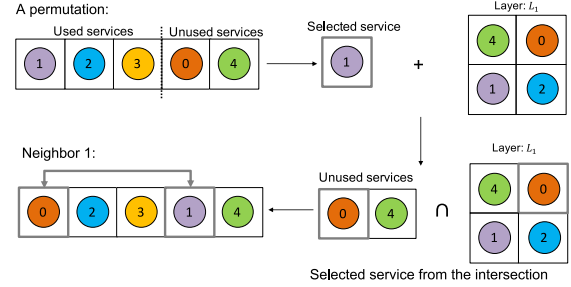 A permutation:
Used services
Unused services
1 2 3 0 4
Selected service
1
+
Layer: L₁
4 0
1 2
Neighbor 1:
0 2 3 1 4
Unused services
0 4
∩
Layer: L₁
4 0
1 2
Selected service from the intersection